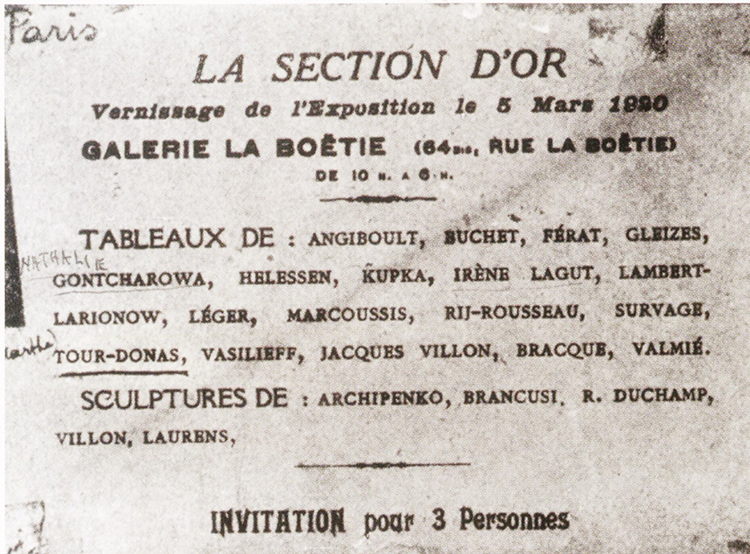 Paris
LA SECTION D'OR
Vernissage de l'Exposition le 5 Mars 1920
GALERIE LA BOËTIE (64BIS, RUE LA BOËTIE)
DE 10 H. A 6 H.
TABLEAUX DE : ANGIBOULT, BUCHET, FÉRAT, GLEIZES,
NATHALIE
GONTCHAROWA, HELESSEN, KUPKA, IRÈNE LAGUT, LAMBERT-
LARIONOW, LÉGER, MARCOUSSIS, RIJ-ROUSSEAU, SURVAGE,
TOUR-DONAS, VASILIEFF, JACQUES VILLON, BRACQUE, VALMIÉ.
SCULPTURES DE : ARCHIPENKO, BRANCUSI. R. DUCHAMP,
VILLON, LAURENS,
INVITATION pour 3 Personnes